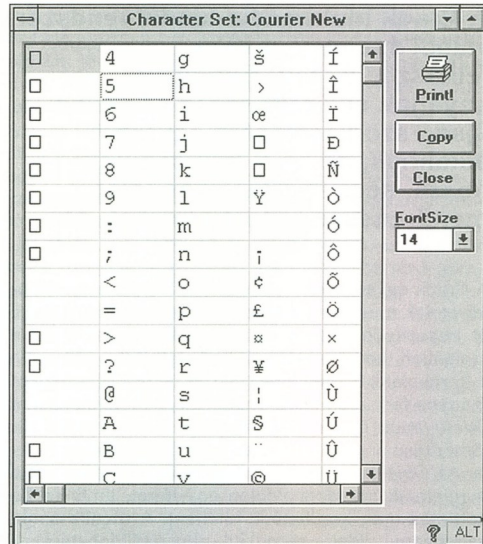 Character Set: Courier New
□ 4 g š Í
□ 5 h › Î
□ 6 i œ Ï
□ 7 j □ Ð
□ 8 k □ Ñ
□ 9 l Ÿ Ò
□ : m Ó
□ ; n ¡ Ô
< o ¢ Õ
= p £ Ö
□ > q ¤ ×
□ ? r ¥ Ø
@ s ¦ Ù
A t § Ú
□ B u ¨ Û
□ C v © Ü
Print!
Copy
Close
FontSize
14
ALT